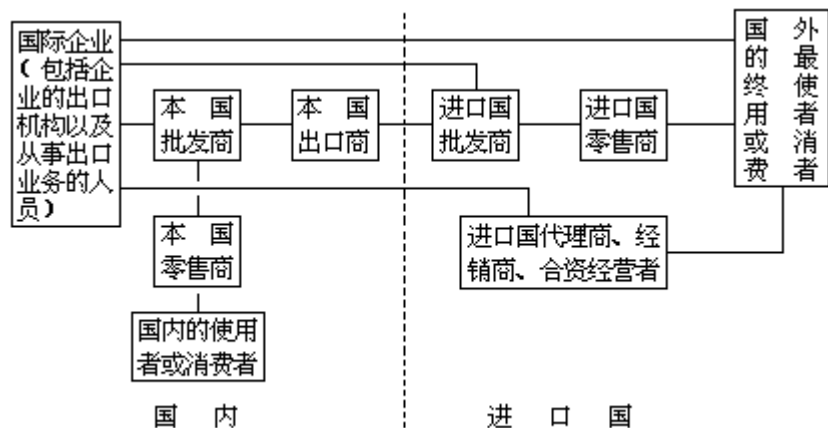 国际企业
(包括企
业的出口
机构以及
从事出口
业务的人
员)
本国
批发商
本国
出口商
进口国
批发商
进口国
零售商
国外
的最
终使
用者
或消
费者
本国
零售商
进口国代理商、经
销商、合资经营者
国内的使用
者或消费者
国内
进口国